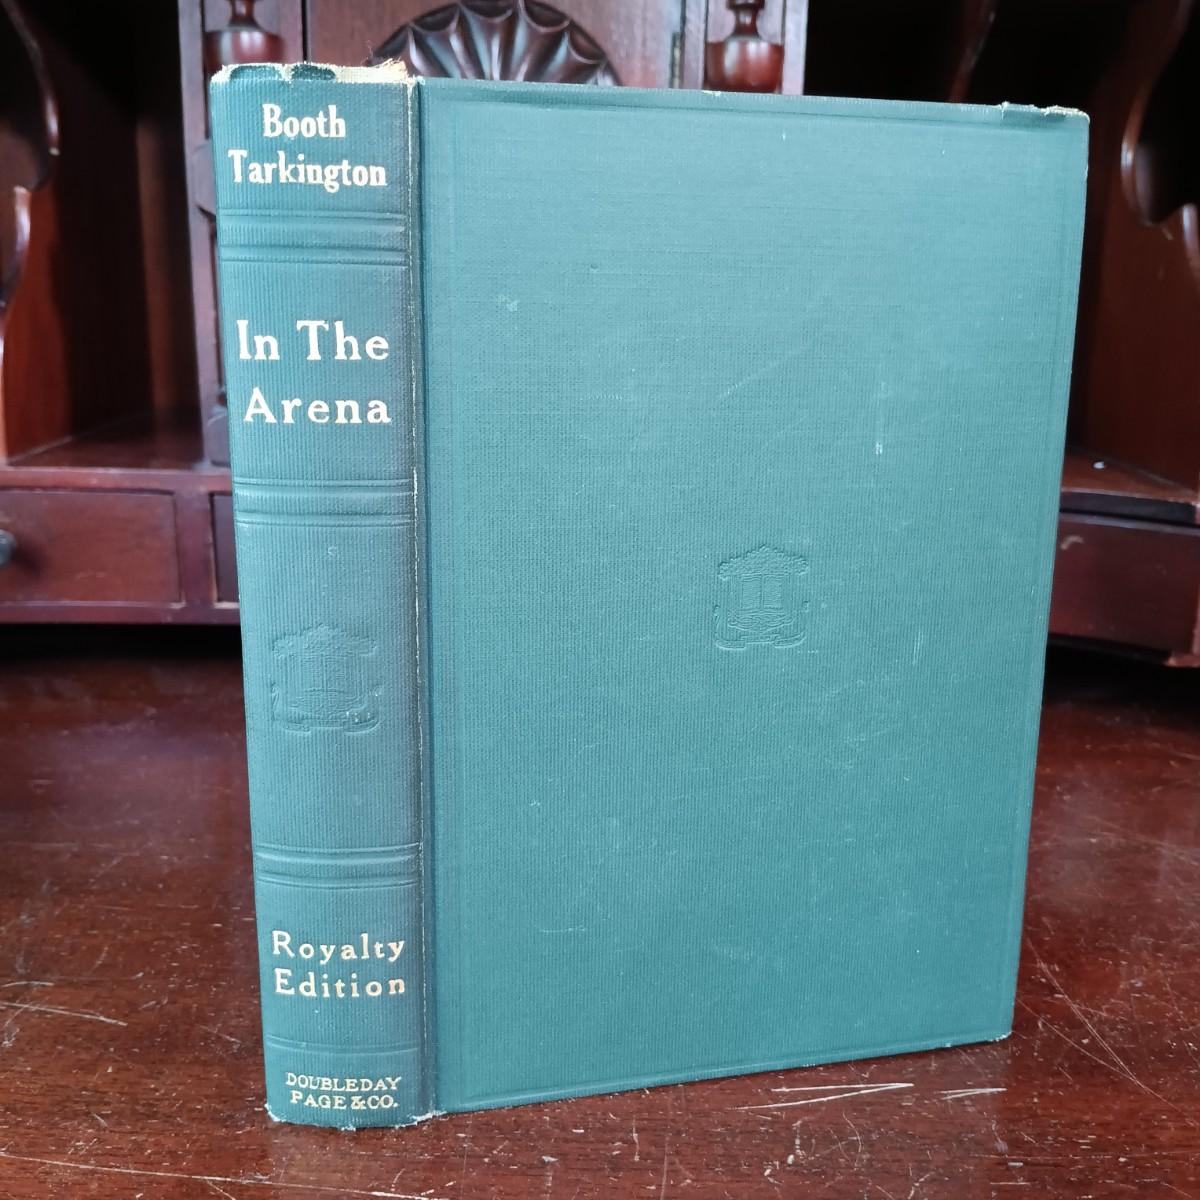 Booth
Tarkington
In The
Arena
Royalty
Edition
DOUBLEDAY
PAGE & CO.